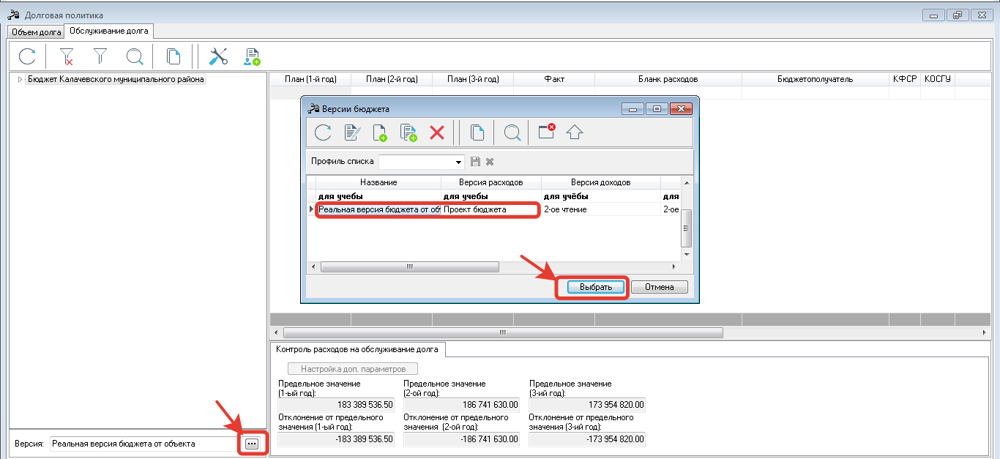 Долговая политика
Объем долга
Обслуживание долга
Бюджет Калачевского муниципального района
План (1-й год) План (2-й год) План (3-й год) Факт Бланк расходов Бюджетополучатель КФСР КОСГУ
Версии бюджета
Профиль списка
Название Версия расходов Версия доходов
для учебы для учебы для учёбы для
Реальная версия бюджета от об Проект бюджета 2-ое чтение 2-ое
Выбрать Отмена
Контроль расходов на обслуживание долга
Настройка доп. параметров
Предельное значение Предельное значение Предельное значение
(1-ый год): (2-ой год): (3-ий год):
183 389 536.50 186 741 630.00 173 954 820.00
Отклонение от предельного Отклонение от предельного Отклонение от предельного
значения (1-ый год): значения (2-ой год): значения (3-ий год):
-183 389 536.50 -186 741 630.00 -173 954 820.00
Версия: Реальная версия бюджета от объекта ...